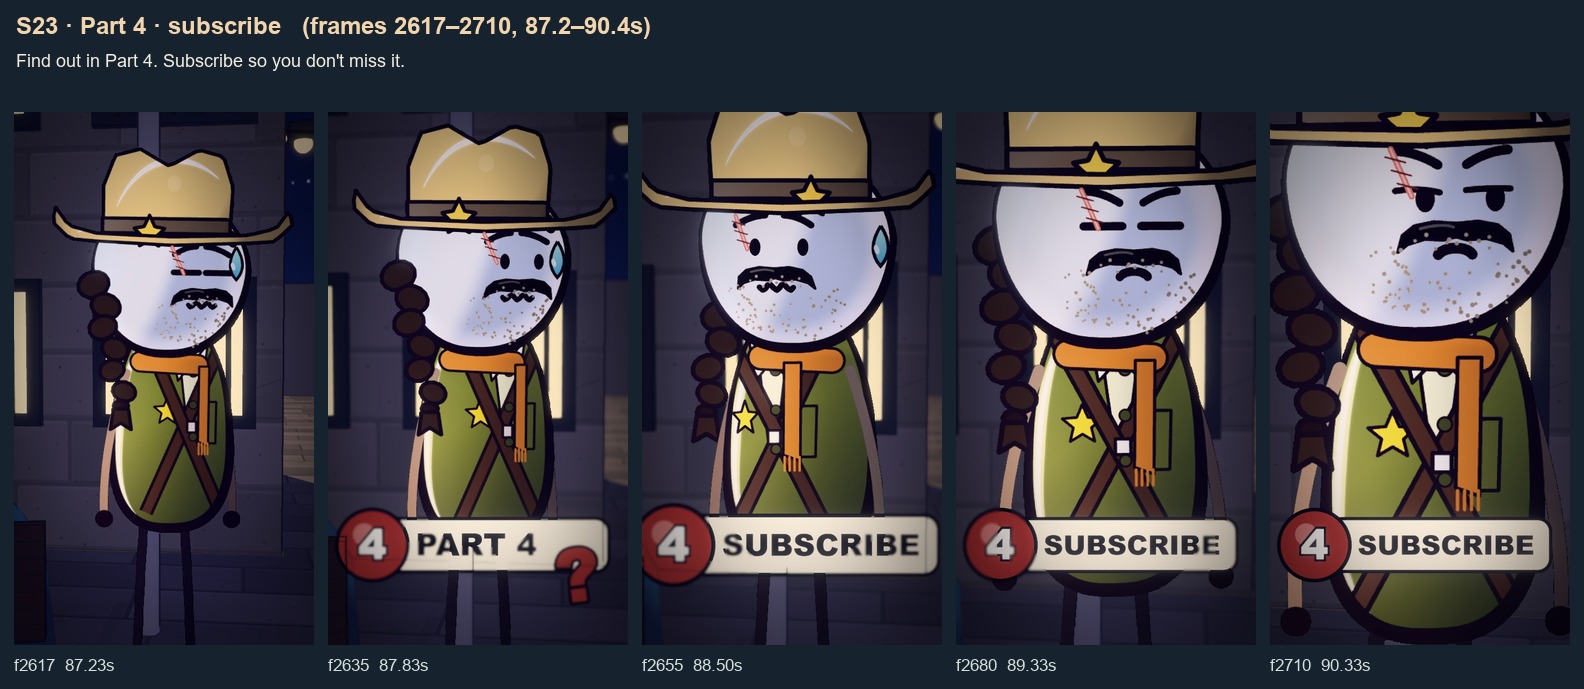 S23 · Part 4 · subscribe (frames 2617–2710, 87.2–90.4s)
Find out in Part 4. Subscribe so you don't miss it.
4 PART 4 ?
4 SUBSCRIBE
4 SUBSCRIBE
4 SUBSCRIBE
f2617 87.23s
f2635 87.83s
f2655 88.50s
f2680 89.33s
f2710 90.33s